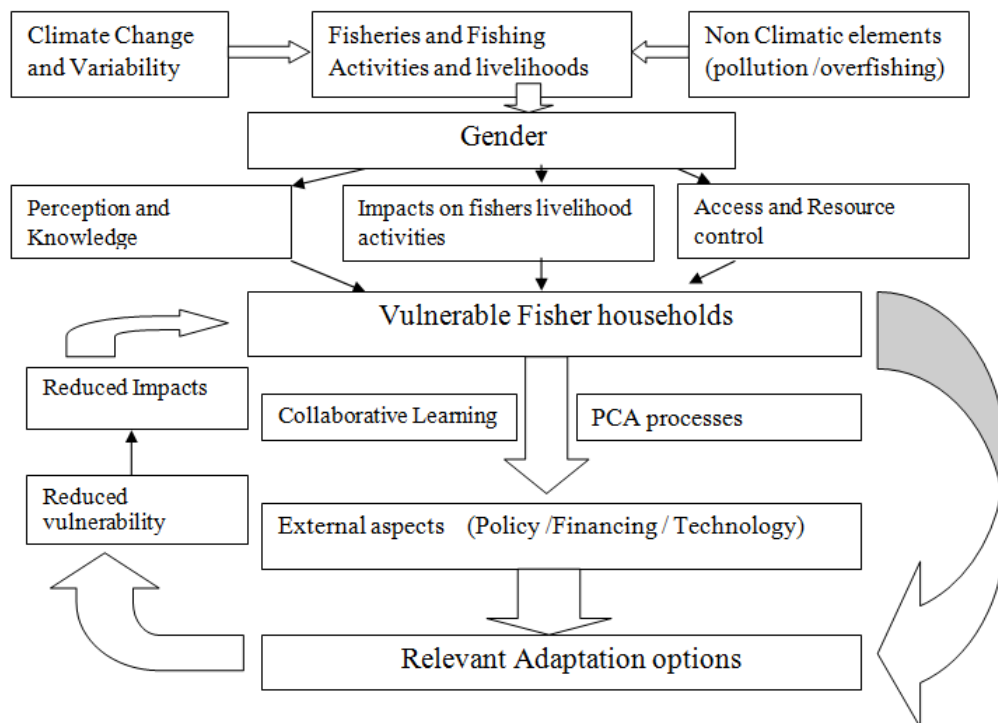 Climate Change
and Variability
Fisheries and Fishing
Activities and livelihoods
Non Climatic elements
(pollution /overfishing)
Gender
Perception and
Knowledge
Impacts on fishers livelihood
activities
Access and Resource
control
Vulnerable Fisher households
Reduced Impacts
Collaborative Learning
PCA processes
Reduced
vulnerability
External aspects (Policy /Financing / Technology)
Relevant Adaptation options